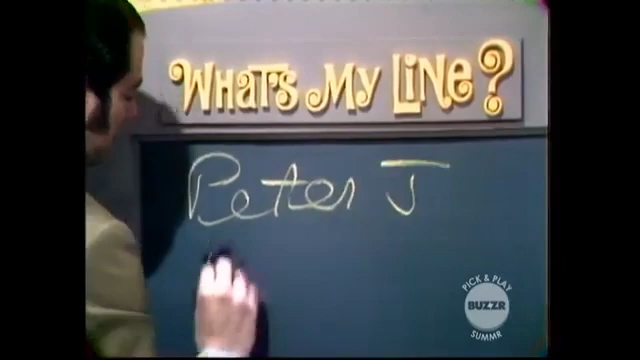 WHAT'S MY LiNe?
Peter J
PICK & PLAY
BUZZR
SUMMR